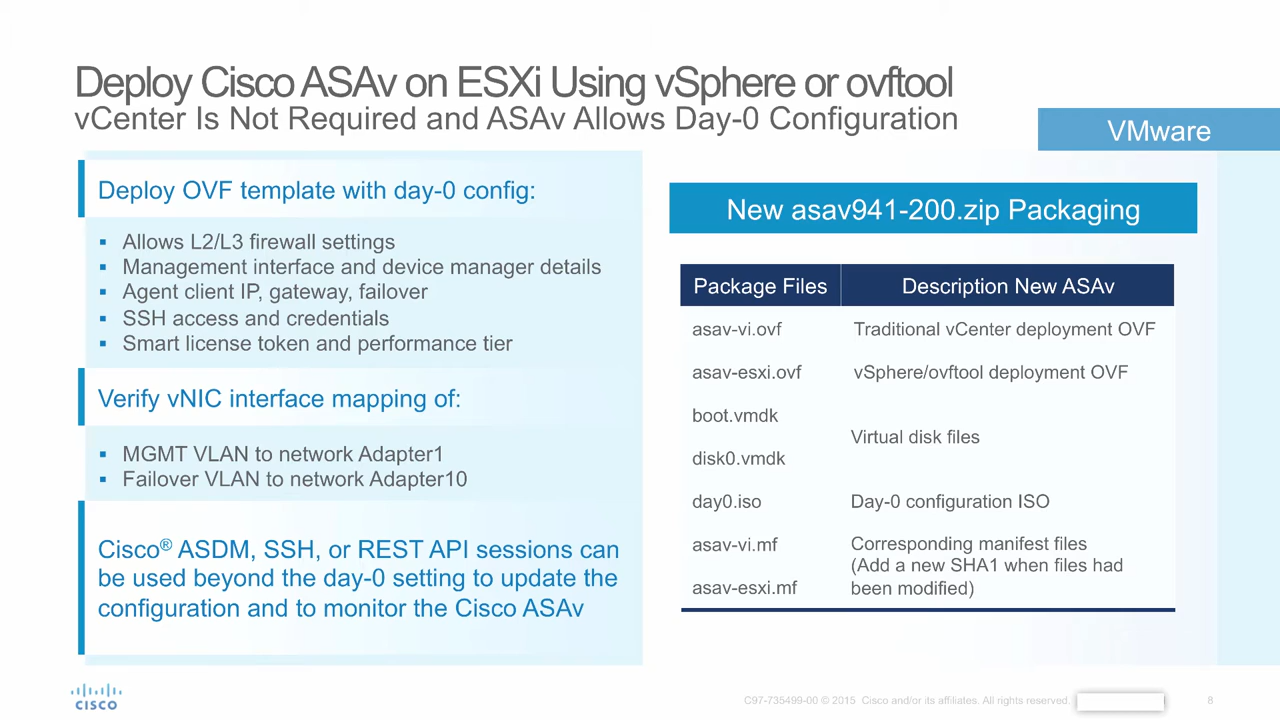 Deploy Cisco ASAv on ESXi Using vSphere or ovftool
vCenter Is Not Required and ASAv Allows Day-0 Configuration
VMware
Deploy OVF template with day-0 config:
▪ Allows L2/L3 firewall settings
▪ Management interface and device manager details
▪ Agent client IP, gateway, failover
▪ SSH access and credentials
▪ Smart license token and performance tier
Verify vNIC interface mapping of:
▪ MGMT VLAN to network Adapter1
▪ Failover VLAN to network Adapter10
Cisco® ASDM, SSH, or REST API sessions can
be used beyond the day-0 setting to update the
configuration and to monitor the Cisco ASAv
New asav941-200.zip Packaging
Package Files Description New ASAv
asav-vi.ovf Traditional vCenter deployment OVF
asav-esxi.ovf vSphere/ovftool deployment OVF
boot.vmdk
Virtual disk files
disk0.vmdk
day0.iso Day-0 configuration ISO
asav-vi.mf Corresponding manifest files
(Add a new SHA1 when files had
asav-esxi.mf been modified)
CISCO
C97-735499-00 © 2015 Cisco and/or its affiliates. All rights reserved.
8